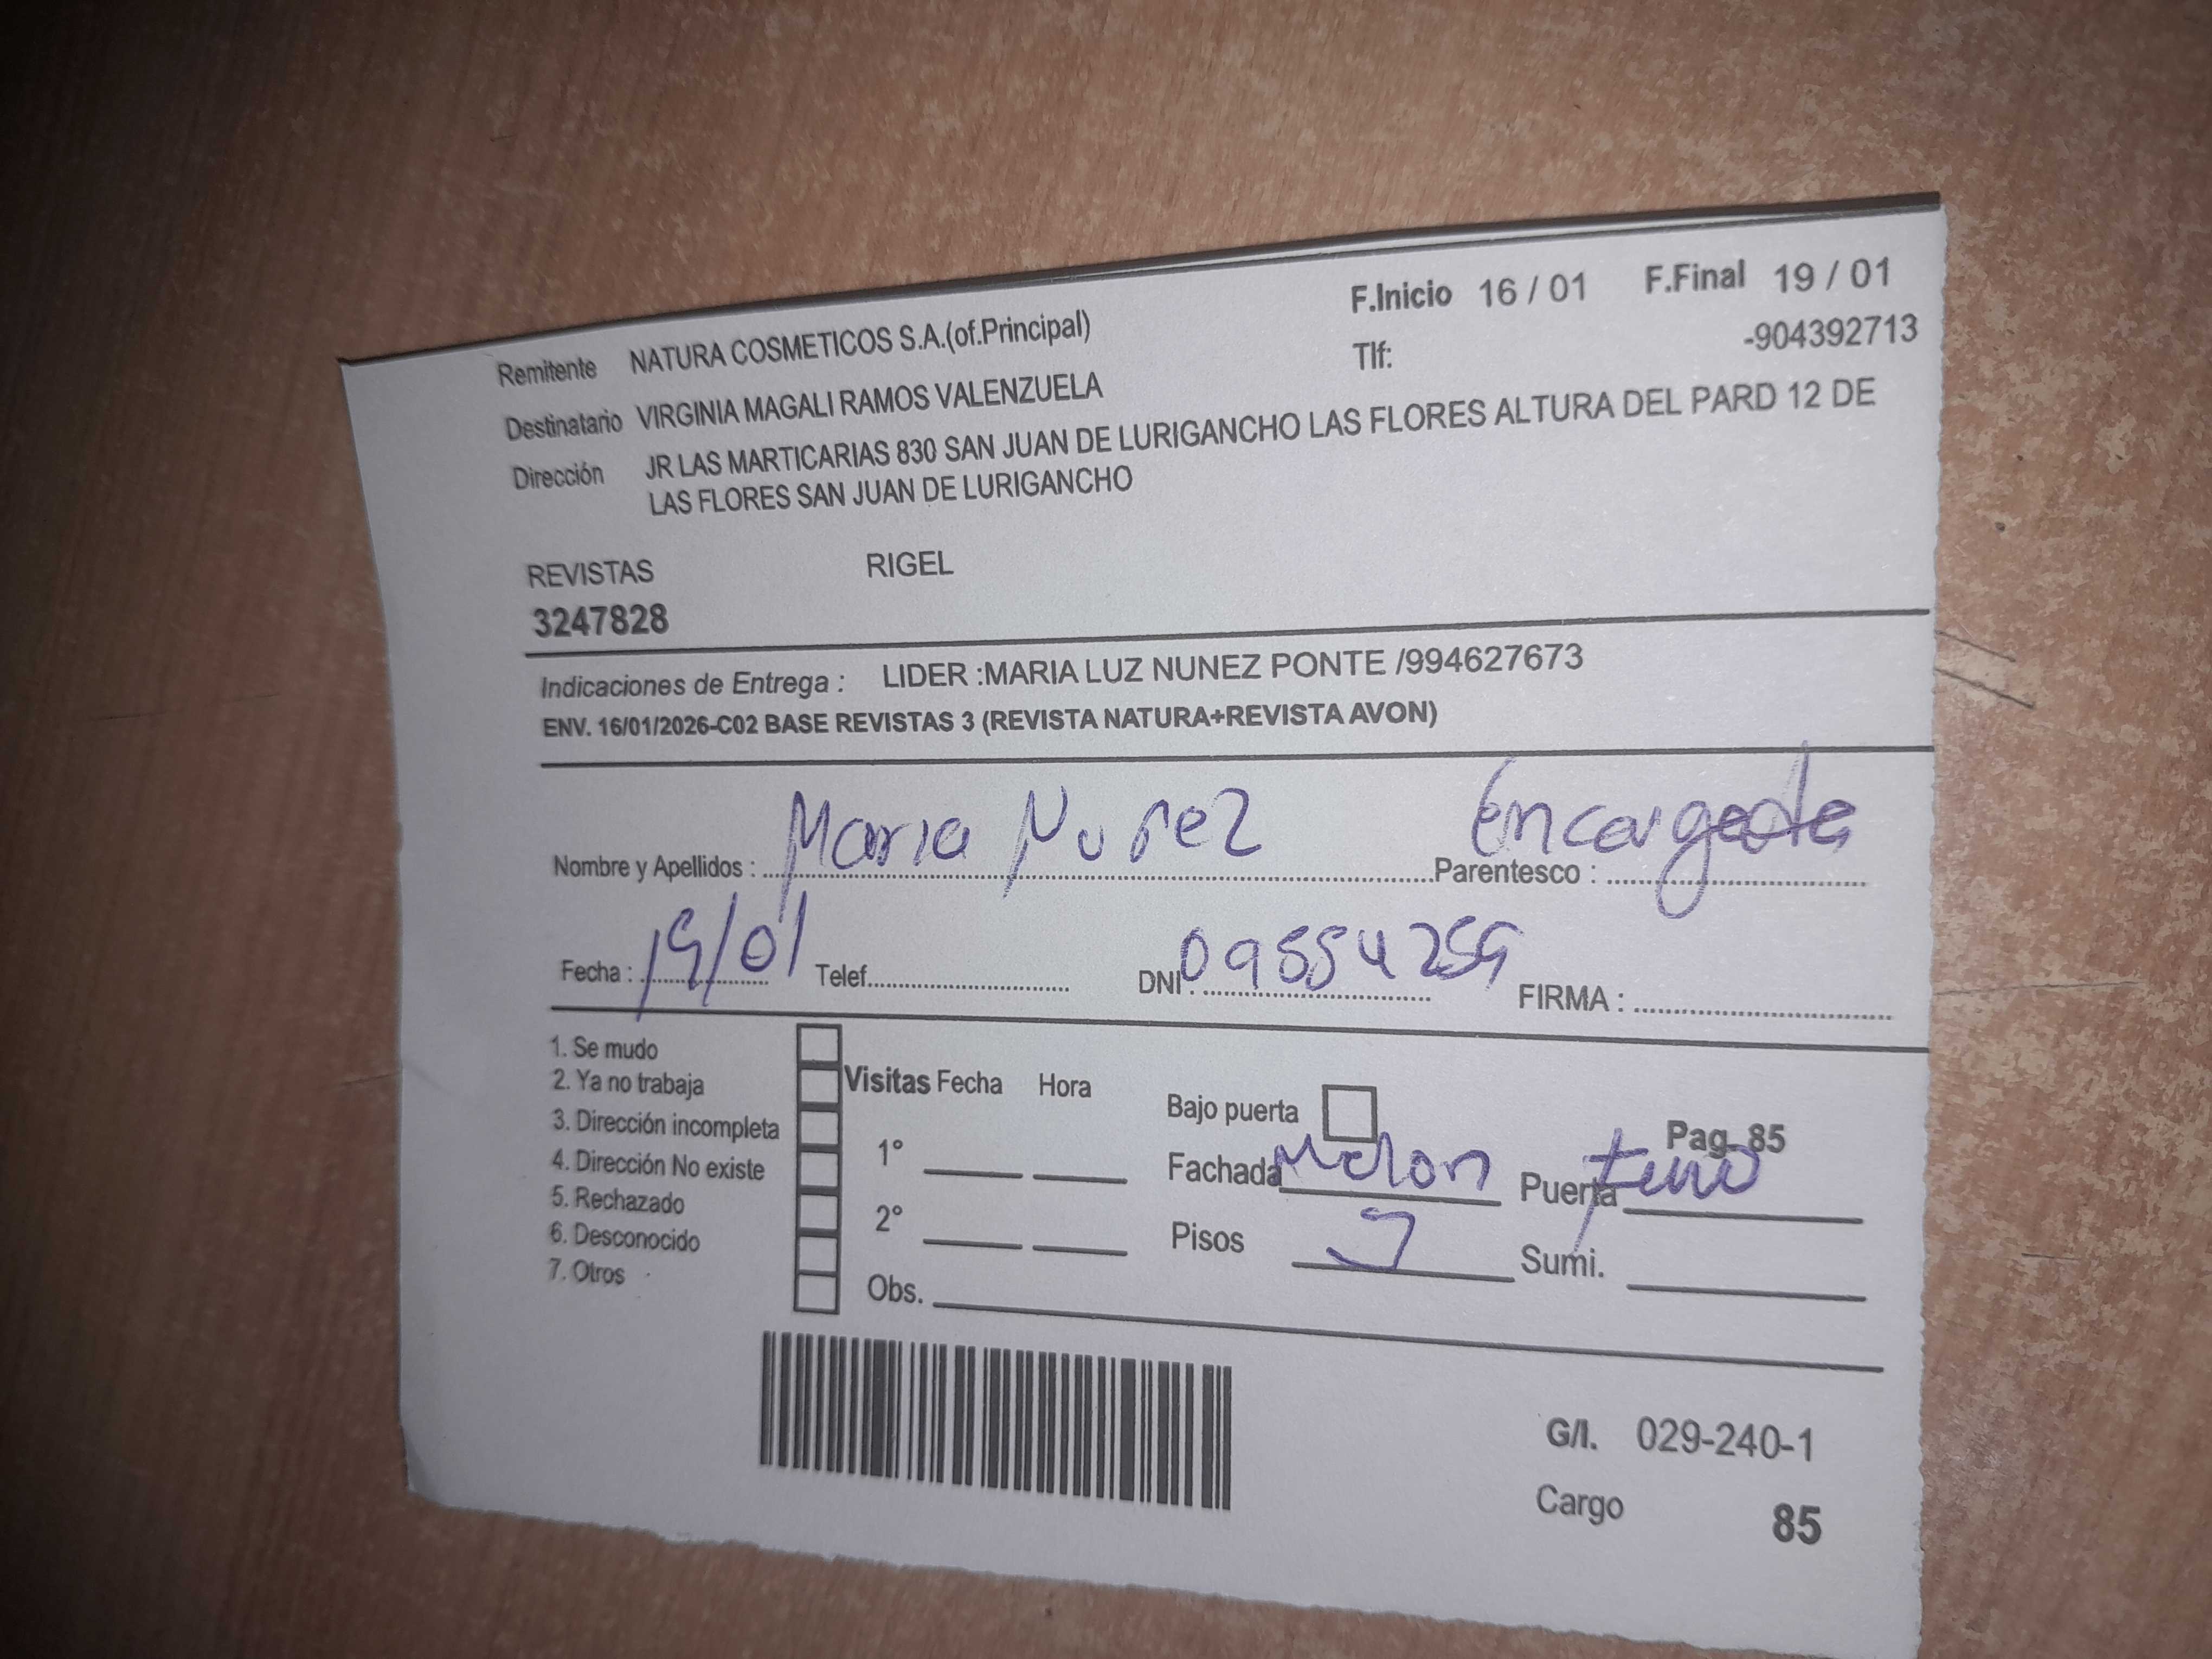 F.Inicio 16 / 01 F.Final 19 / 01
Remitente NATURA COSMETICOS S.A.(of.Principal) Tlf: -904392713
Destinatario VIRGINIA MAGALI RAMOS VALENZUELA
Dirección JR LAS MARTICARIAS 830 SAN JUAN DE LURIGANCHO LAS FLORES ALTURA DEL PARD 12 DE
LAS FLORES SAN JUAN DE LURIGANCHO
REVISTAS RIGEL
3247828
Indicaciones de Entrega : LIDER :MARIA LUZ NUNEZ PONTE /994627673
ENV. 16/01/2026-C02 BASE REVISTAS 3 (REVISTA NATURA+REVISTA AVON)
Nombre y Apellidos : Maria Nuñez Parentesco : Encargada
Fecha : 19/01 Telef. DNI : FIRMA :
1. Se mudo
2. Ya no trabaja Visitas Fecha Hora
3. Dirección incompleta Bajo puerta Pag. 85
4. Dirección No existe 1° Fachada Puerta
5. Rechazado
6. Desconocido 2° Pisos Sumi.
7. Otros Obs.
G/I. 029-240-1
Cargo 85